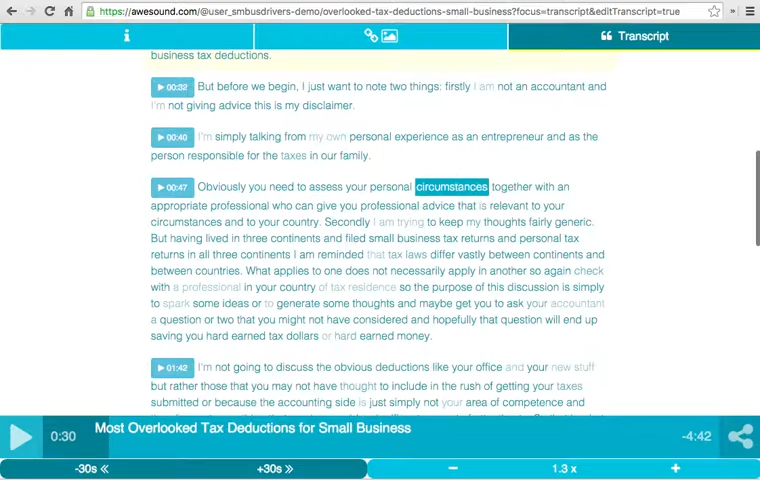 https://awesound.com/@user_smbusdrivers-demo/overlooked-tax-deductions-small-business?focus=transcript&editTranscript=true
Transcript
business tax deductions.
00:32 But before we begin, I just want to note two things: firstly I am not an accountant and
I'm not giving advice this is my disclaimer.
00:40 I'm simply talking from my own personal experience as an entrepreneur and as the
person responsible for the taxes in our family.
00:47 Obviously you need to assess your personal circumstances together with an
appropriate professional who can give you professional advice that is relevant to your
circumstances and to your country. Secondly I am trying to keep my thoughts fairly generic.
But having lived in three continents and filed small business tax returns and personal tax
returns in all three continents I am reminded that tax laws differ vastly between continents and
between countries. What applies to one does not necessarily apply in another so again check
with a professional in your country of tax residence so the purpose of this discussion is simply
to spark some ideas or to generate some thoughts and maybe get you to ask your accountant
a question or two that you might not have considered and hopefully that question will end up
saving you hard earned tax dollars or hard earned money.
01:42 I'm not going to discuss the obvious deductions like your office and your new stuff
but rather those that you may not have thought to include in the rush of getting your taxes
submitted or because the accounting side is just simply not your area of competence and
0:30
Most Overlooked Tax Deductions for Small Business
-4:42
-30s
+30s
1.3 x